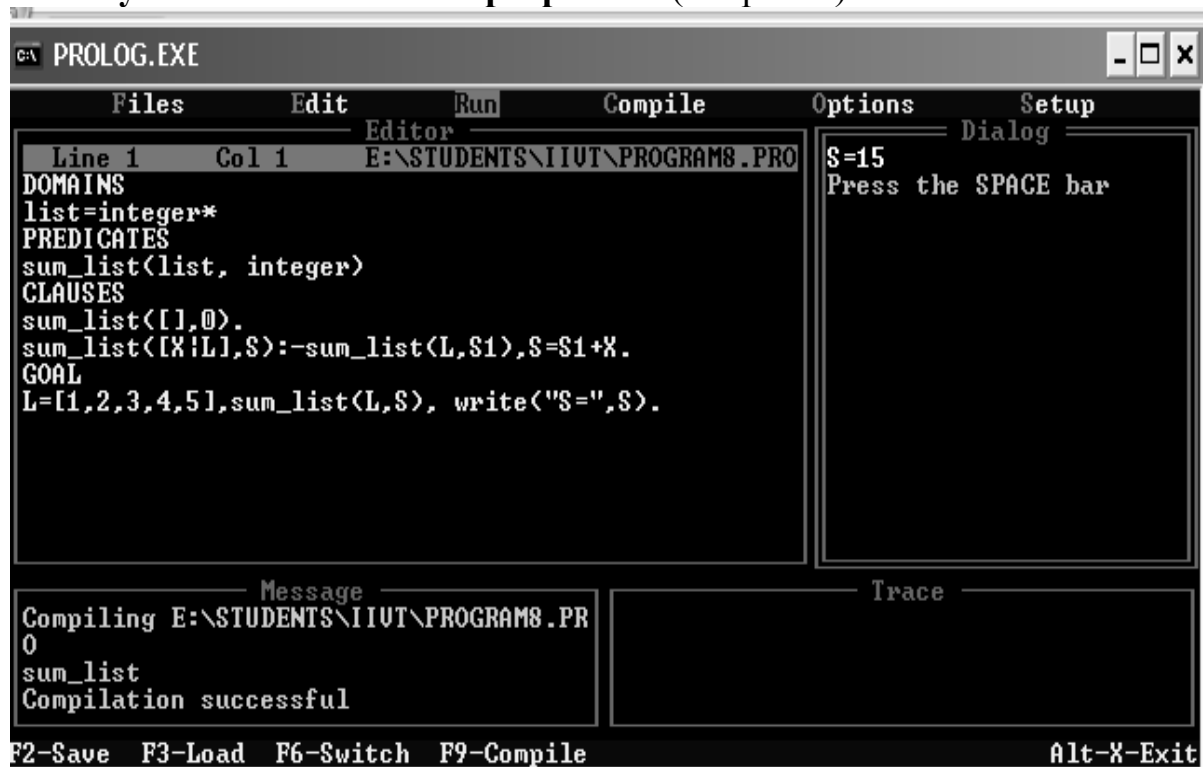 PROLOG.EXE
Files Edit Run Compile Options Setup
Editor
Line 1 Col 1 E:\STUDENTS\IIVT\PROGRAM8.PRO
DOMAINS
list=integer*
PREDICATES
sum_list(list, integer)
CLAUSES
sum_list([],0).
sum_list([X|L],S):-sum_list(L,S1),S=S1+X.
GOAL
L=[1,2,3,4,5],sum_list(L,S), write("S=",S).
Dialog
S=15
Press the SPACE bar
Message
Compiling E:\STUDENTS\IIVT\PROGRAM8.PR
O
sum_list
Compilation successful
Trace
F2-Save F3-Load F6-Switch F9-Compile Alt-X-Exit